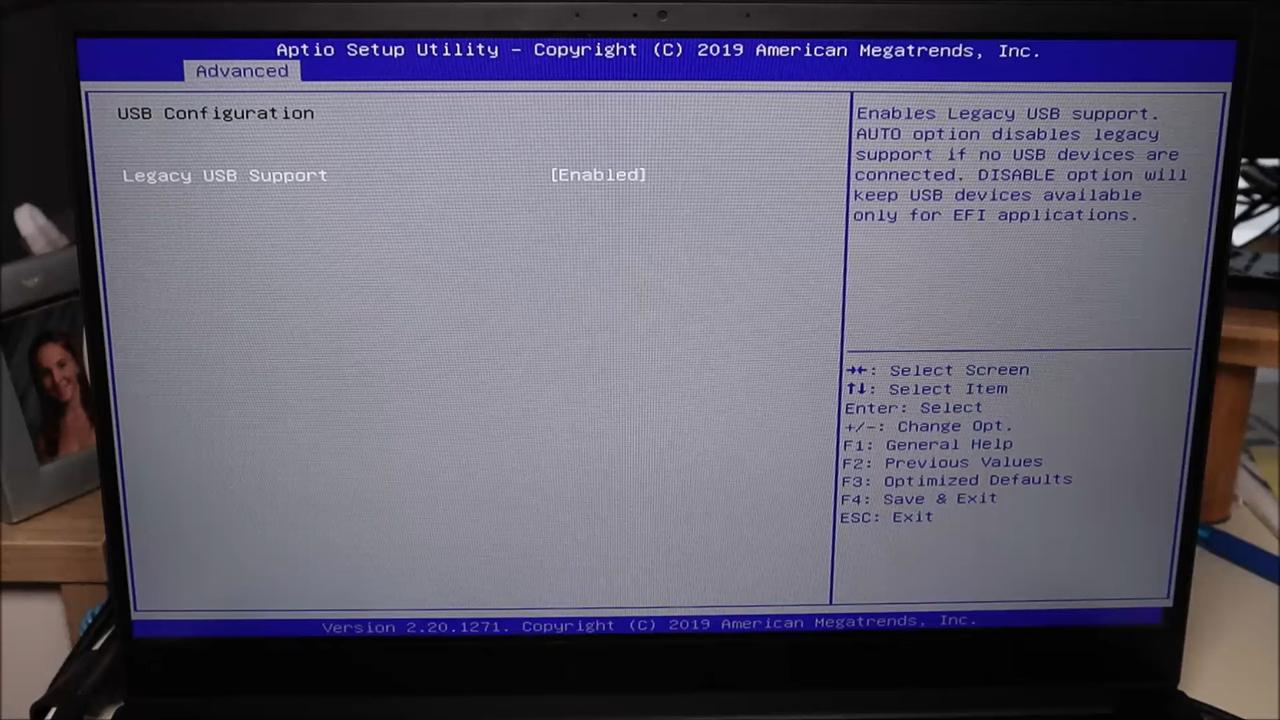 Aptio Setup Utility - Copyright (C) 2019 American Megatrends, Inc.
Advanced
USB Configuration
Legacy USB Support [Enabled]
Enables Legacy USB support.
AUTO option disables legacy
support if no USB devices are
connected. DISABLE option will
keep USB devices available
only for EFI applications.
→←: Select Screen
↑↓: Select Item
Enter: Select
+/-: Change Opt.
F1: General Help
F2: Previous Values
F3: Optimized Defaults
F4: Save & Exit
ESC: Exit
Version 2.20.1271. Copyright (C) 2019 American Megatrends, Inc.